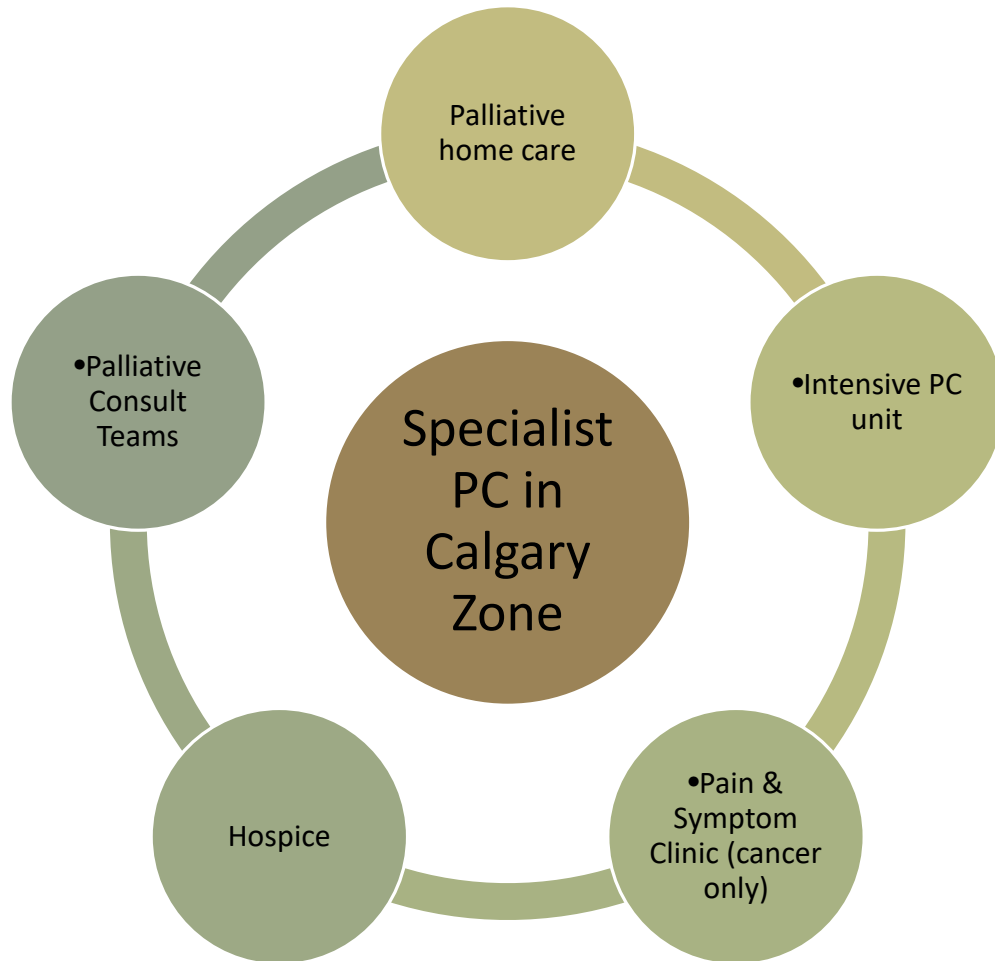 Palliative
home care
•Palliative
Consult
Teams
•Intensive PC
unit
Specialist
PC in
Calgary
Zone
Hospice
•Pain &
Symptom
Clinic (cancer
only)